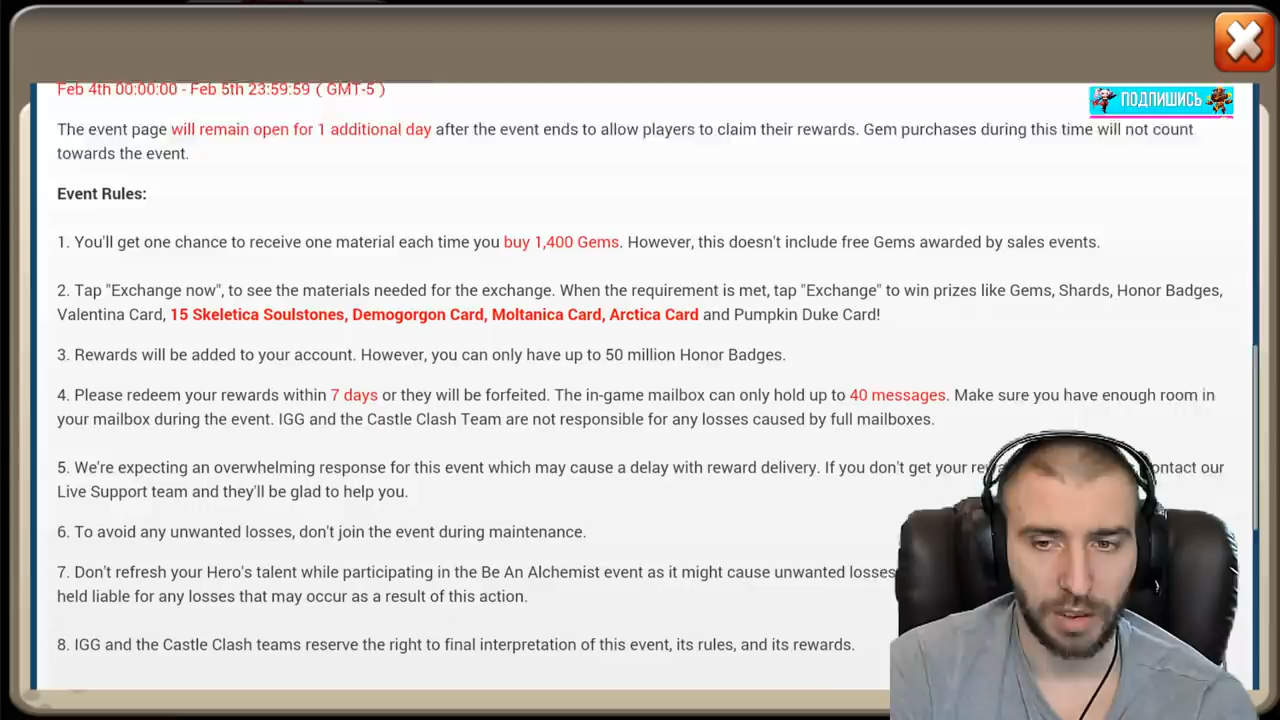 Feb 4th 00:00:00 - Feb 5th 23:59:59 ( GMT-5 )
ПОДПИШИСЬ
The event page will remain open for 1 additional day after the event ends to allow players to claim their rewards. Gem purchases during this time will not count
towards the event.
Event Rules:
1. You'll get one chance to receive one material each time you buy 1,400 Gems. However, this doesn't include free Gems awarded by sales events.
2. Tap "Exchange now", to see the materials needed for the exchange. When the requirement is met, tap "Exchange" to win prizes like Gems, Shards, Honor Badges,
Valentina Card, 15 Skeletica Soulstones, Demogorgon Card, Moltanica Card, Arctica Card and Pumpkin Duke Card!
3. Rewards will be added to your account. However, you can only have up to 50 million Honor Badges.
4. Please redeem your rewards within 7 days or they will be forfeited. The in-game mailbox can only hold up to 40 messages. Make sure you have enough room in
your mailbox during the event. IGG and the Castle Clash Team are not responsible for any losses caused by full mailboxes.
5. We're expecting an overwhelming response for this event which may cause a delay with reward delivery. If you don't get your contact our
Live Support team and they'll be glad to help you.
6. To avoid any unwanted losses, don't join the event during maintenance.
7. Don't refresh your Hero's talent while participating in the Be An Alchemist event as it might cause unwanted losses
held liable for any losses that may occur as a result of this action.
8. IGG and the Castle Clash teams reserve the right to final interpretation of this event, its rules, and its rewards.